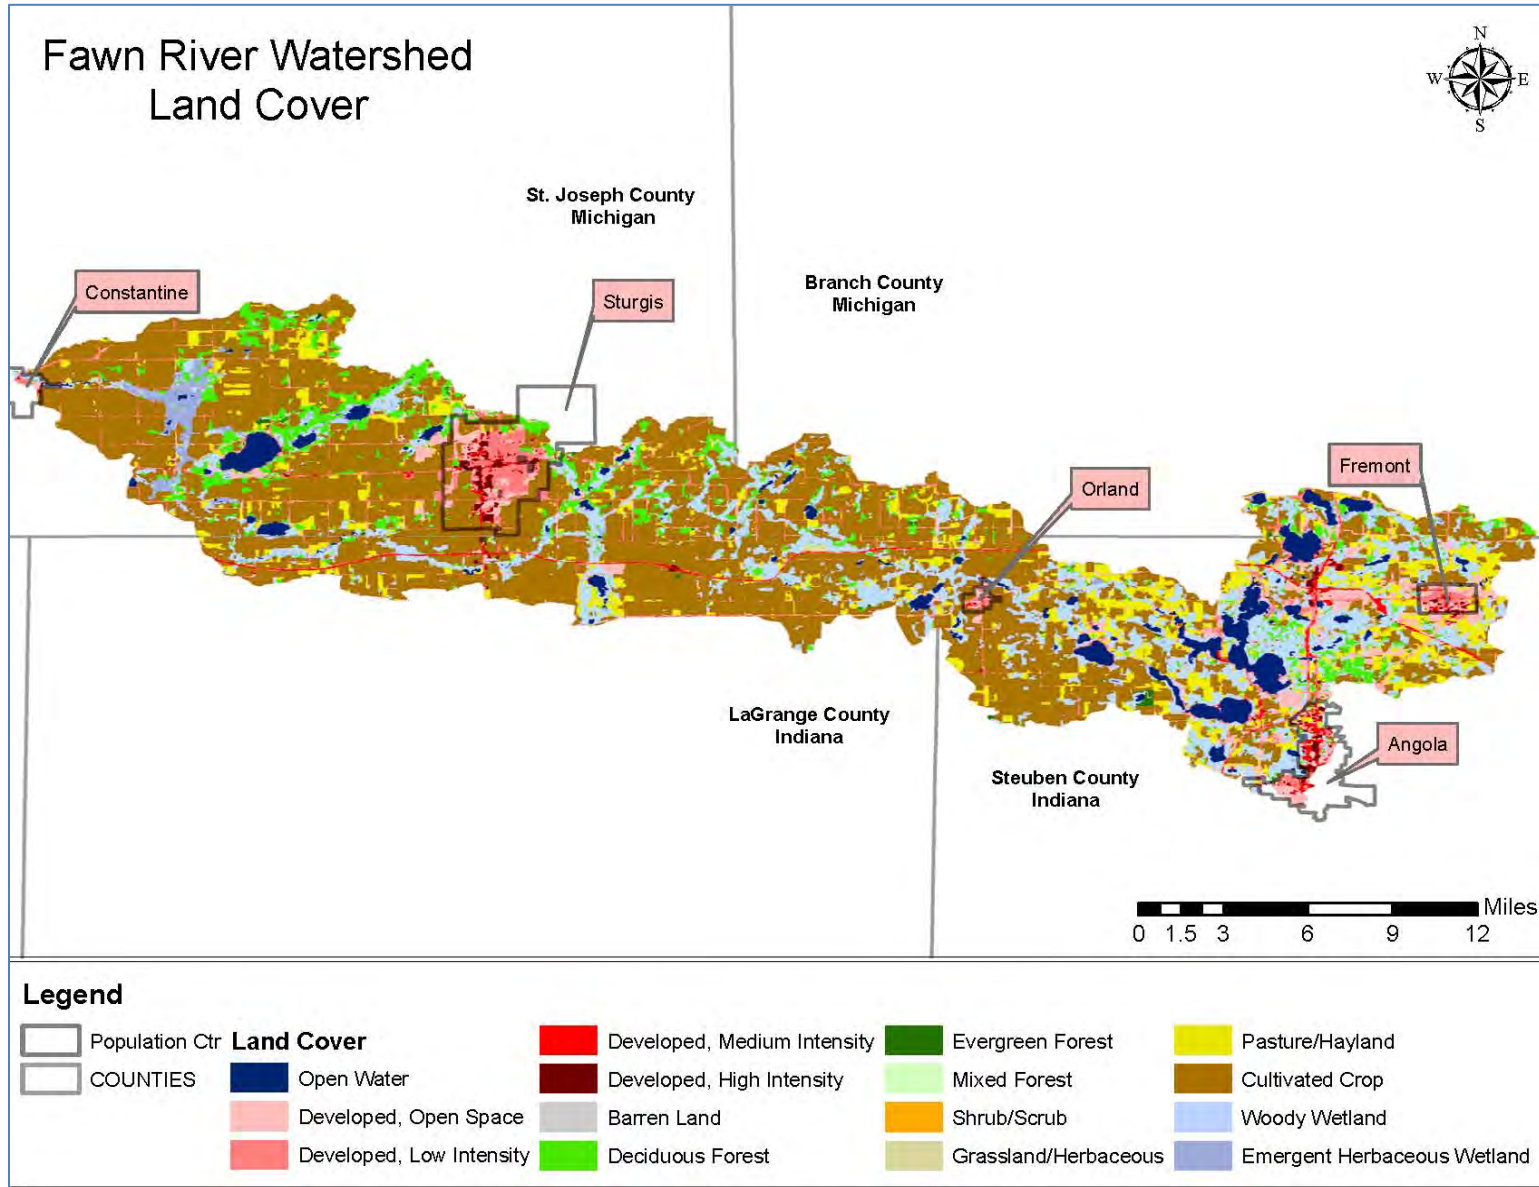 Fawn River Watershed
Land Cover
N
W E
S
St. Joseph County
Michigan
Branch County
Michigan
Constantine
Sturgis
Fremont
Orland
LaGrange County
Indiana
Angola
Steuben County
Indiana
Miles
0 1.5 3 6 9 12
Legend
Population Ctr
COUNTIES
Land Cover
Open Water
Developed, Open Space
Developed, Low Intensity
Developed, Medium Intensity
Developed, High Intensity
Barren Land
Deciduous Forest
Evergreen Forest
Mixed Forest
Shrub/Scrub
Grassland/Herbaceous
Pasture/Hayland
Cultivated Crop
Woody Wetland
Emergent Herbaceous Wetland